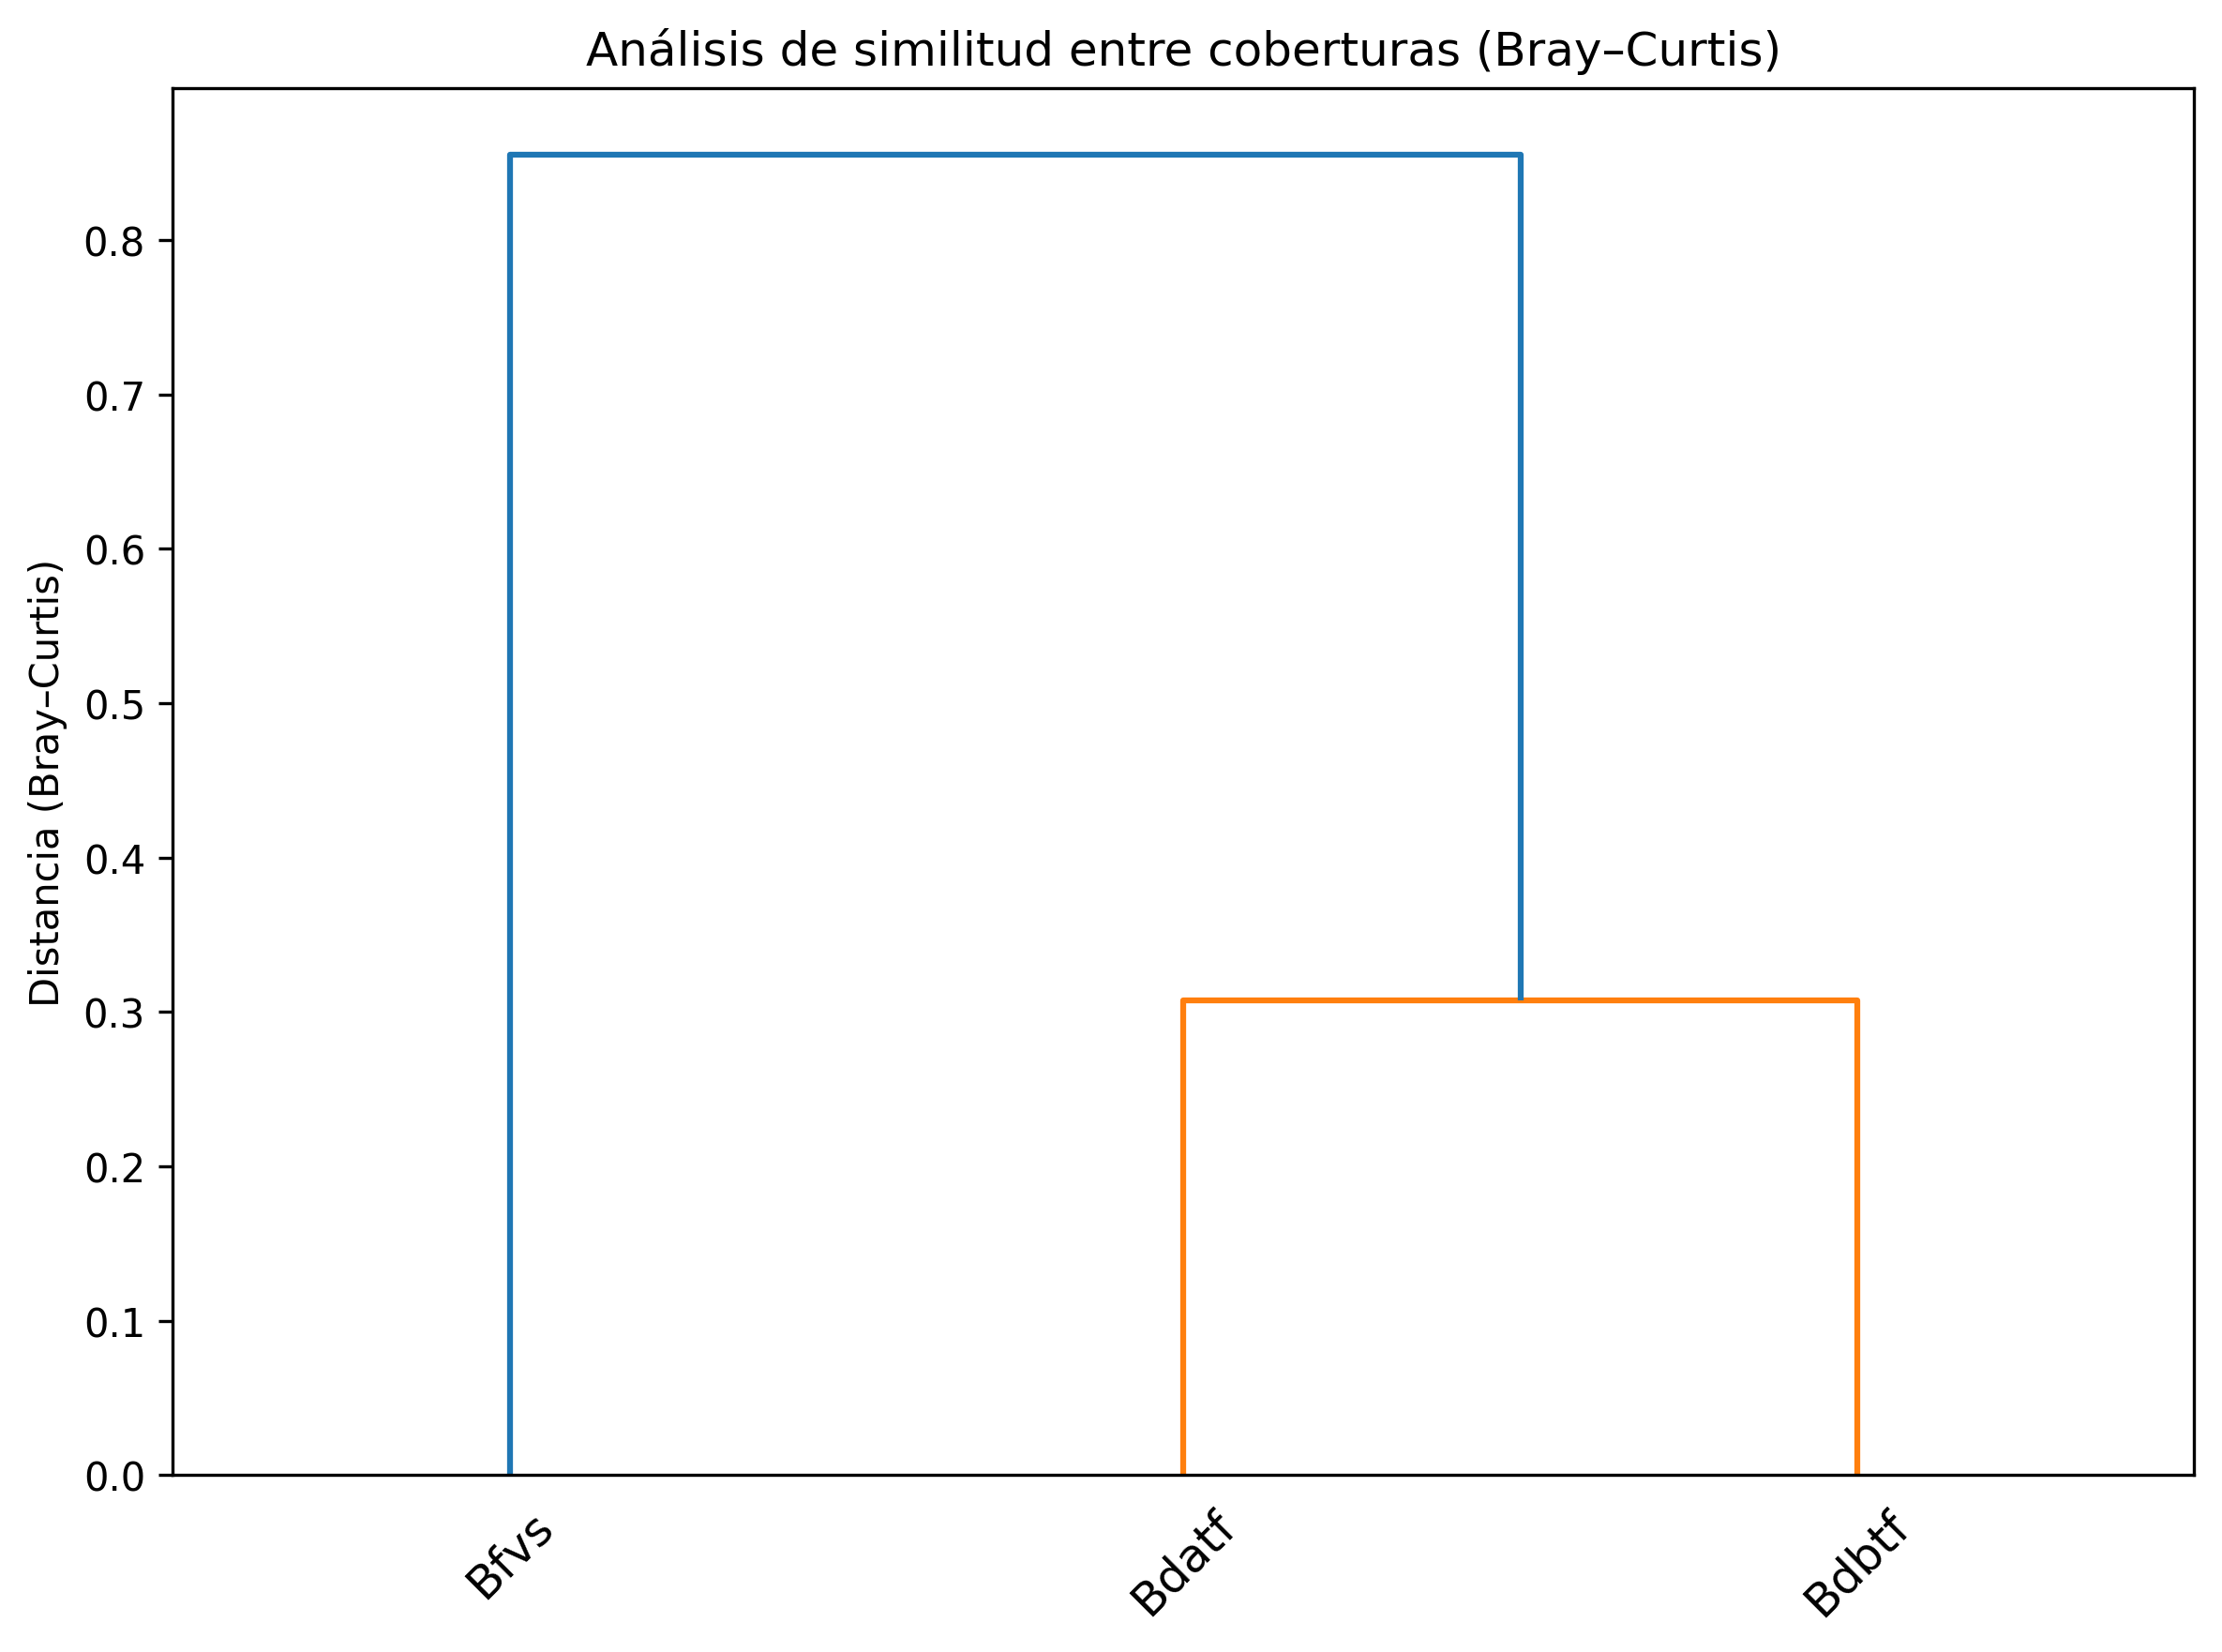 Análisis de similitud entre coberturas (Bray–Curtis)
Distancia (Bray–Curtis)
0.8
0.7
0.6
0.5
0.4
0.3
0.2
0.1
0.0
Bfvs
Bdatf
Bdbtf